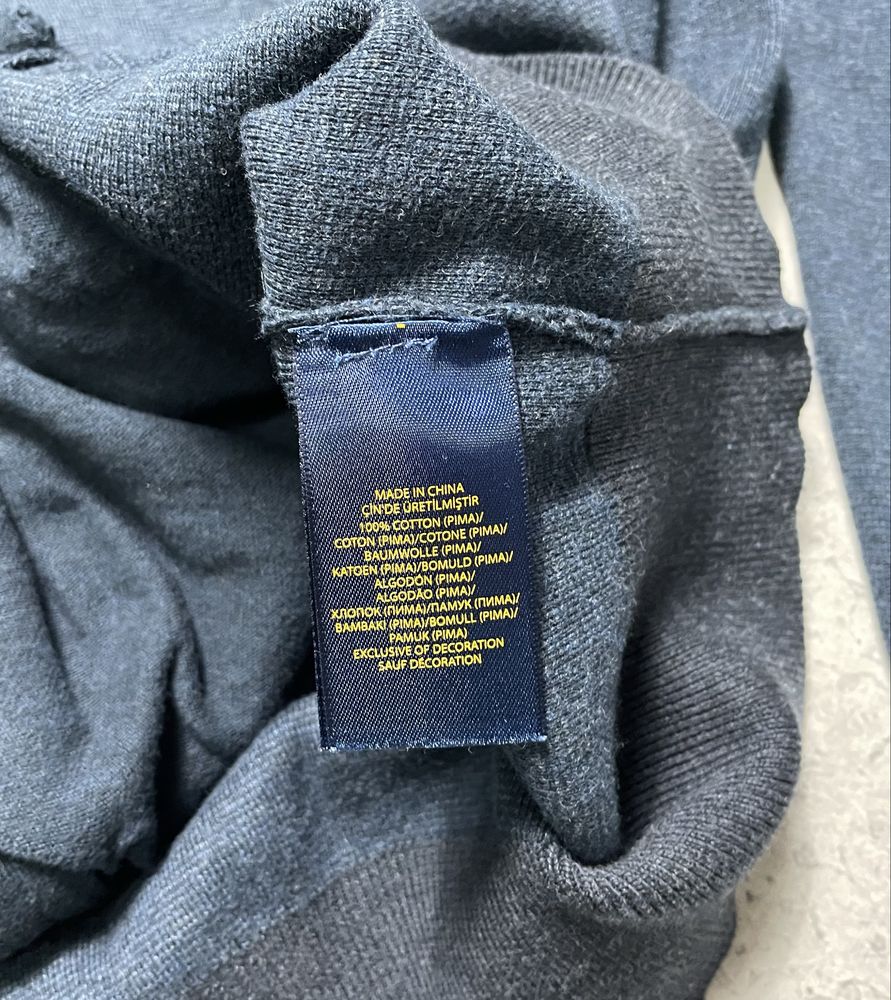 MADE IN CHINA
ÇİN'DE ÜRETİLMİŞTİR
100% COTTON (PIMA)/
COTON (PIMA)/COTONE (PIMA)/
BAUMWOLLE (PIMA)/
KATOEN (PIMA)/BOMULD (PIMA)/
ALGODÓN (PIMA)/
ALGODÃO (PIMA)/
ХЛОПОК (ПИМА)/ПАМУК (ПИМА)/
ΒΑΜΒΑΚΙ (PIMA)/BOMULL (PIMA)/
PAMUK (PIMA)
EXCLUSIVE OF DECORATION
SAUF DÉCORATION